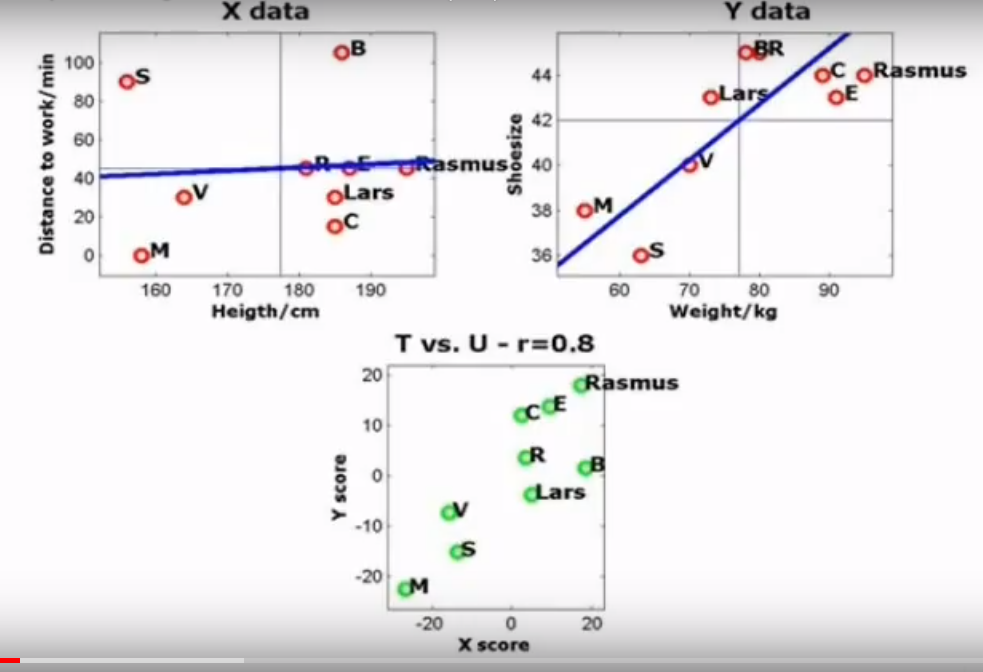 X data
Distance to work/min
100
80
60
40
20
0
S
B
V
R
E
Rasmus
Lars
C
M
160
170
180
190
Heigth/cm
Y data
Shoesize
44
42
40
38
36
BR
C
Rasmus
Lars
E
V
M
S
60
70
80
90
Weight/kg
T vs. U - r=0.8
Y score
20
10
0
-10
-20
Rasmus
C
E
R
B
Lars
V
S
M
-20
0
20
X score